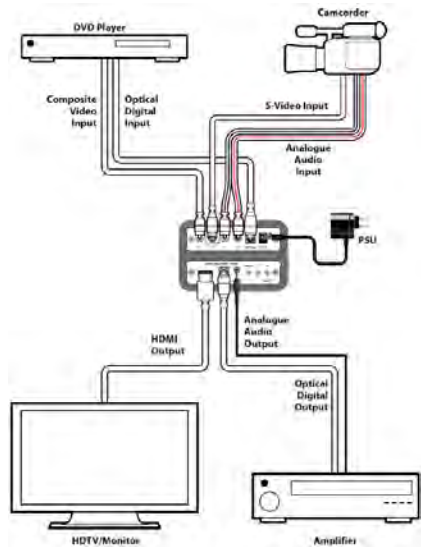 Camcorder
DVD Player
Composite
Video
Input
Optical
Digital
Input
S-Video Input
Analogue
Audio
Input
PSU
HDMI
Output
Analogue
Audio
Output
Optical
Digital
Output
HDTV/Monitor
Amplifier